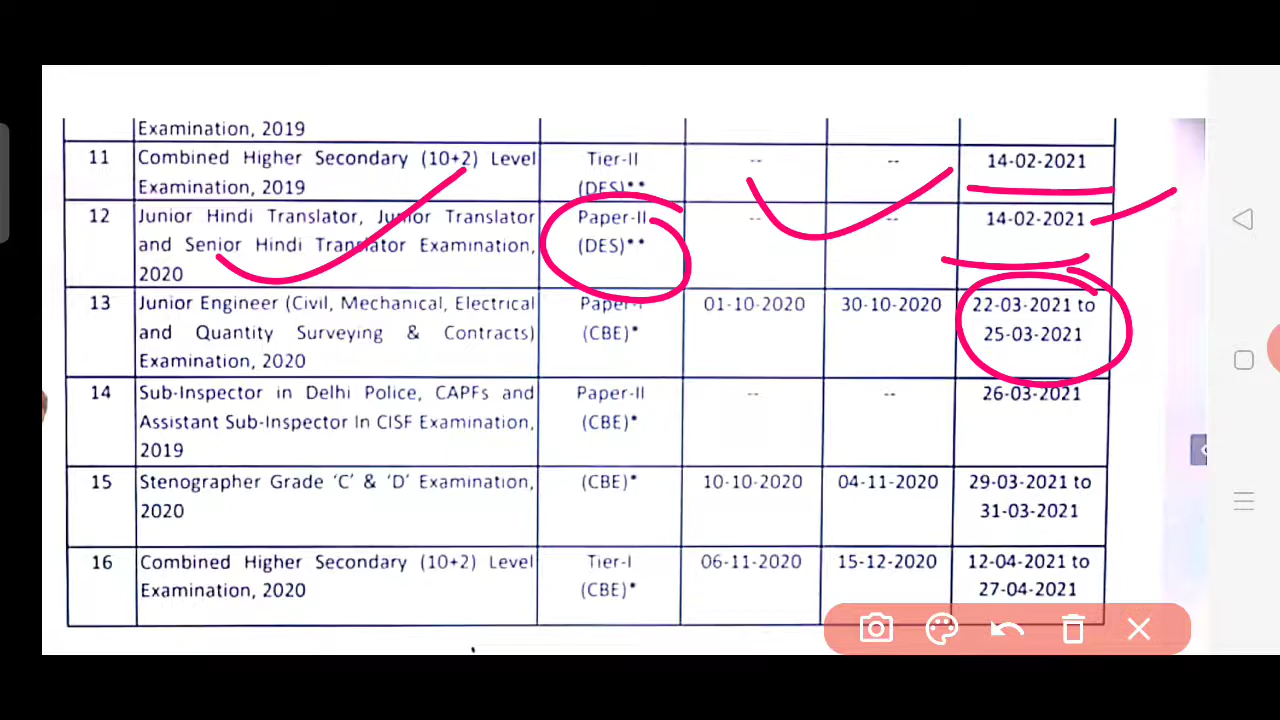 Examination, 2019
11 Combined Higher Secondary (10+2) Level Tier-II -- -- 14-02-2021
Examination, 2019 (DES)**
12 Junior Hindi Translator, Junior Translator Paper-II -- -- 14-02-2021
and Senior Hindi Translator Examination, (DES)**
2020
13 Junior Engineer (Civil, Mechanical, Electrical Paper-I 01-10-2020 30-10-2020 22-03-2021 to
and Quantity Surveying & Contracts) (CBE)* 25-03-2021
Examination, 2020
14 Sub-Inspector in Delhi Police, CAPFs and Paper-II -- -- 26-03-2021
Assistant Sub-Inspector In CISF Examination, (CBE)*
2019
15 Stenographer Grade ‘C’ & ‘D’ Examination, (CBE)* 10-10-2020 04-11-2020 29-03-2021 to
2020 31-03-2021
16 Combined Higher Secondary (10+2) Level Tier-I 06-11-2020 15-12-2020 12-04-2021 to
Examination, 2020 (CBE)* 27-04-2021